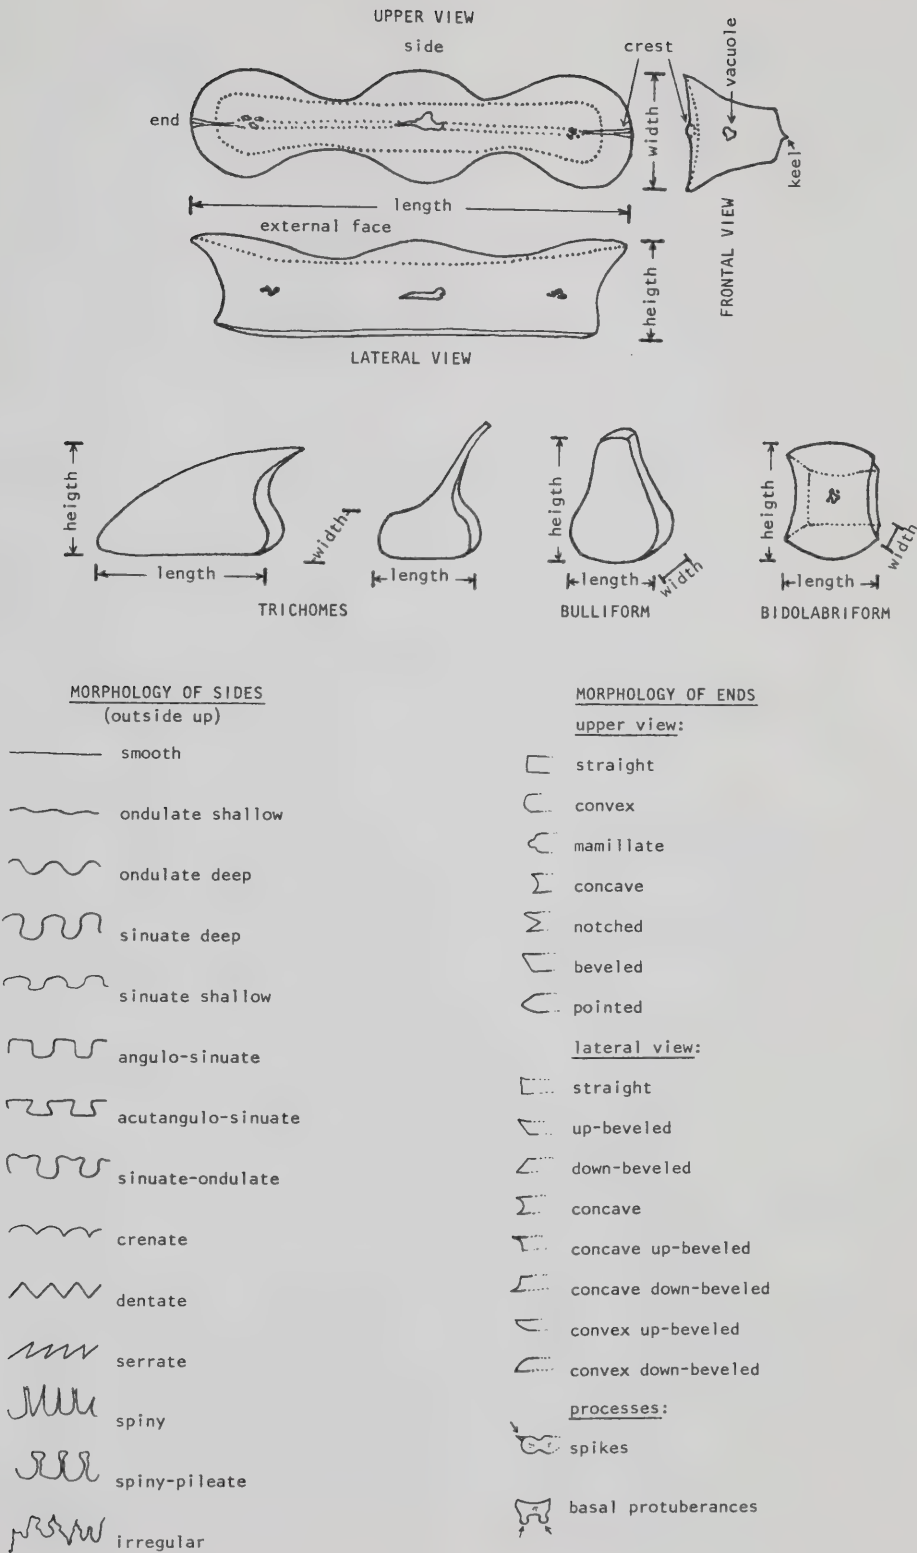 UPPER VIEW
side
crest
vacuole
end
width
keel
length
external face
heigth
FRONTAL VIEW
LATERAL VIEW
heigth
length
width
length
TRICHOMES
heigth
length
width
BULLIFORM
heigth
length
width
BIDOLABRIFORM
MORPHOLOGY OF SIDES
(outside up)
smooth
ondulate shallow
ondulate deep
sinuate deep
sinuate shallow
angulo-sinuate
acutangulo-sinuate
sinuate-ondulate
crenate
dentate
serrate
spiny
spiny-pileate
irregular
MORPHOLOGY OF ENDS
upper view:
straight
convex
mamillate
concave
notched
beveled
pointed
lateral view:
straight
up-beveled
down-beveled
concave
concave up-beveled
concave down-beveled
convex up-beveled
convex down-beveled
processes:
spikes
basal protuberances